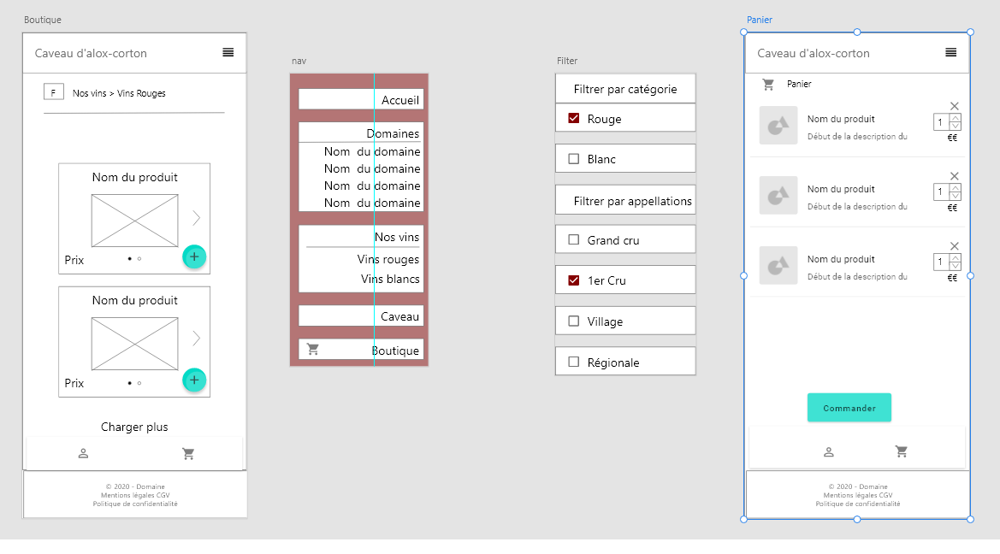 Boutique
Caveau d'alox-corton
F
Nos vins > Vins Rouges
Nom du produit
Prix
+
Nom du produit
Prix
+
Charger plus
© 2020 - Domaine
Mentions légales CGV
Politique de confidentialité
nav
Accueil
Domaines
Nom du domaine
Nom du domaine
Nom du domaine
Nom du domaine
Nos vins
Vins rouges
Vins blancs
Caveau
Boutique
Filter
Filtrer par catégorie
Rouge
Blanc
Filtrer par appellations
Grand cru
1er Cru
Village
Régionale
Panier
Caveau d'alox-corton
Panier
Nom du produit
Début de la description du
1
€€
Nom du produit
Début de la description du
1
€€
Nom du produit
Début de la description du
1
€€
Commander
© 2020 - Domaine
Mentions légales CGV
Politique de confidentialité